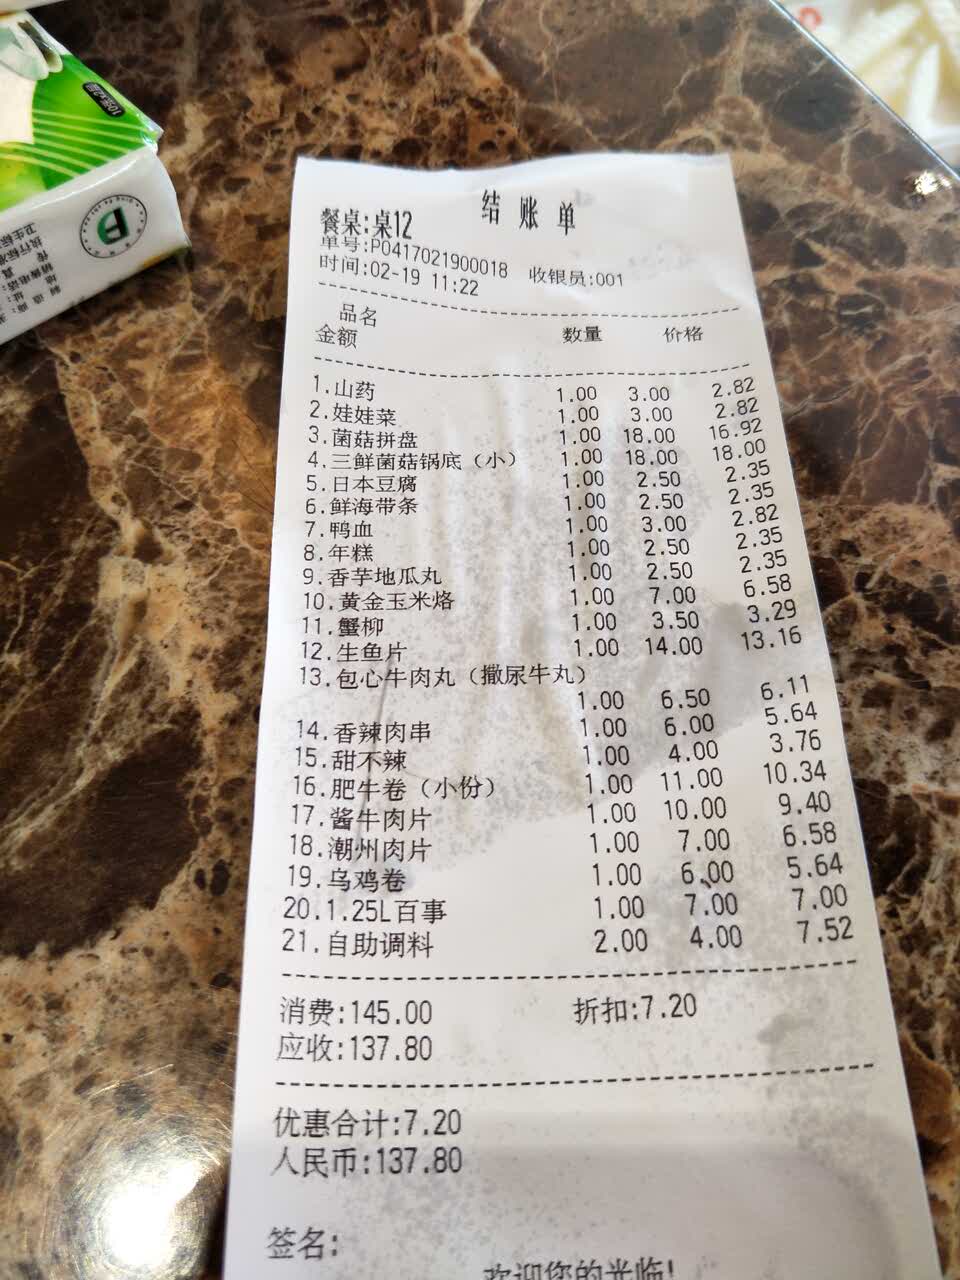 结账单
餐桌:桌12
单号:P0417021900018 收银员:001
时间:02-19 11:22
品名 数量 价格
金额
1.山药 1.00 3.00 2.82
2.娃娃菜 1.00 3.00 2.82
3.菌菇拼盘 1.00 18.00 16.92
4.三鲜菌菇锅底（小） 1.00 18.00 18.00
5.日本豆腐 1.00 2.50 2.35
6.鲜海带条 1.00 2.50 2.35
7.鸭血 1.00 3.00 2.82
8.年糕 1.00 2.50 2.35
9.香芋地瓜丸 1.00 2.50 2.35
10.黄金玉米烙 1.00 7.00 6.58
11.蟹柳 1.00 3.50 3.29
12.生鱼片 1.00 14.00 13.16
13.包心牛肉丸（撒尿牛丸）
1.00 6.50 6.11
14.香辣肉串 1.00 6.00 5.64
15.甜不辣 1.00 4.00 3.76
16.肥牛卷（小份） 1.00 11.00 10.34
17.酱牛肉片 1.00 10.00 9.40
18.潮州肉片 1.00 7.00 6.58
19.乌鸡卷 1.00 6.00 5.64
20.1.25L百事 1.00 7.00 7.00
21.自助调料 2.00 4.00 7.52
消费:145.00 折扣:7.20
应收:137.80
优惠合计:7.20
人民币:137.80
签名:
欢迎您的光临!